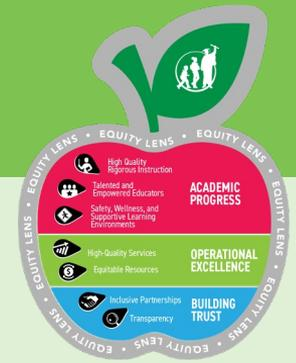 EQUITY LENS • EQUITY LENS • EQUITY LENS • EQUITY LENS • EQUITY LENS • EQUITY LENS • EQUITY LENS • EQUITY LENS
High Quality
Rigorous Instruction
Talented and
Empowered Educators
Safety, Wellness, and
Supportive Learning
Environments
ACADEMIC
PROGRESS
High-Quality Services
Equitable Resources
OPERATIONAL
EXCELLENCE
Inclusive Partnerships
Transparency
BUILDING
TRUST